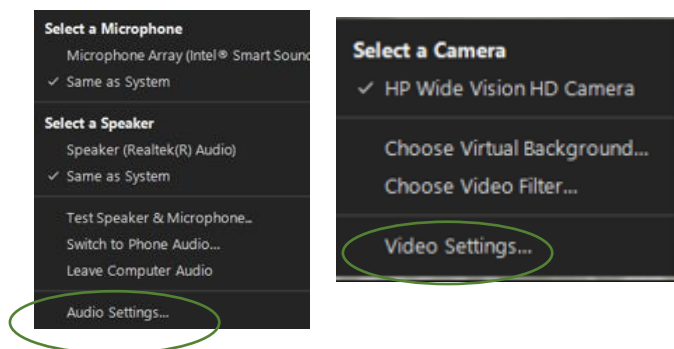 Select a Microphone
Microphone Array (Intel® Smart Sound
Same as System
Select a Speaker
Speaker (Realtek(R) Audio)
Same as System
Test Speaker & Microphone...
Switch to Phone Audio...
Leave Computer Audio
Audio Settings...
Select a Camera
HP Wide Vision HD Camera
Choose Virtual Background...
Choose Video Filter...
Video Settings...